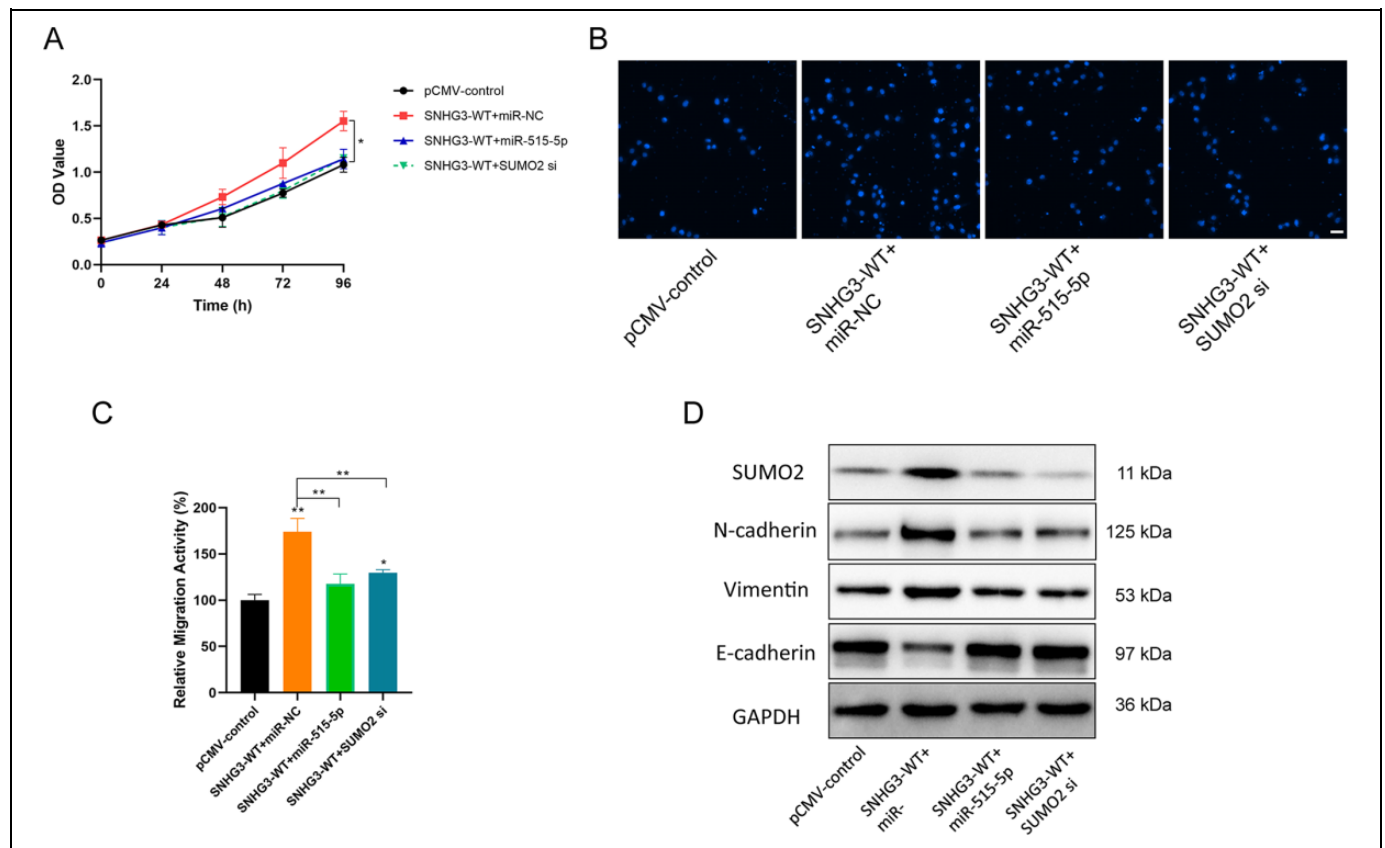 A
2.0
1.5
1.0
0.5
0.0
OD Value
0
24
48
72
96
Time (h)
pCMV-control
SNHG3-WT+miR-NC
SNHG3-WT+miR-515-5p
SNHG3-WT+SUMO2 si
*
B
pCMV-control
SNHG3-WT+
miR-NC
SNHG3-WT+
miR-515-5p
SNHG3-WT+
SUMO2 si
C
Relative Migration Activity (%)
200
150
100
50
0
**
**
**
*
pCMV-control
SNHG3-WT+miR-NC
SNHG3-WT+miR-515-5p
SNHG3-WT+SUMO2 si
D
SUMO2
11 kDa
N-cadherin
125 kDa
Vimentin
53 kDa
E-cadherin
97 kDa
GAPDH
36 kDa
pCMV-control
SNHG3-WT+
miR-
SNHG3-WT+
miR-515-5p
SNHG3-WT+
SUMO2 si